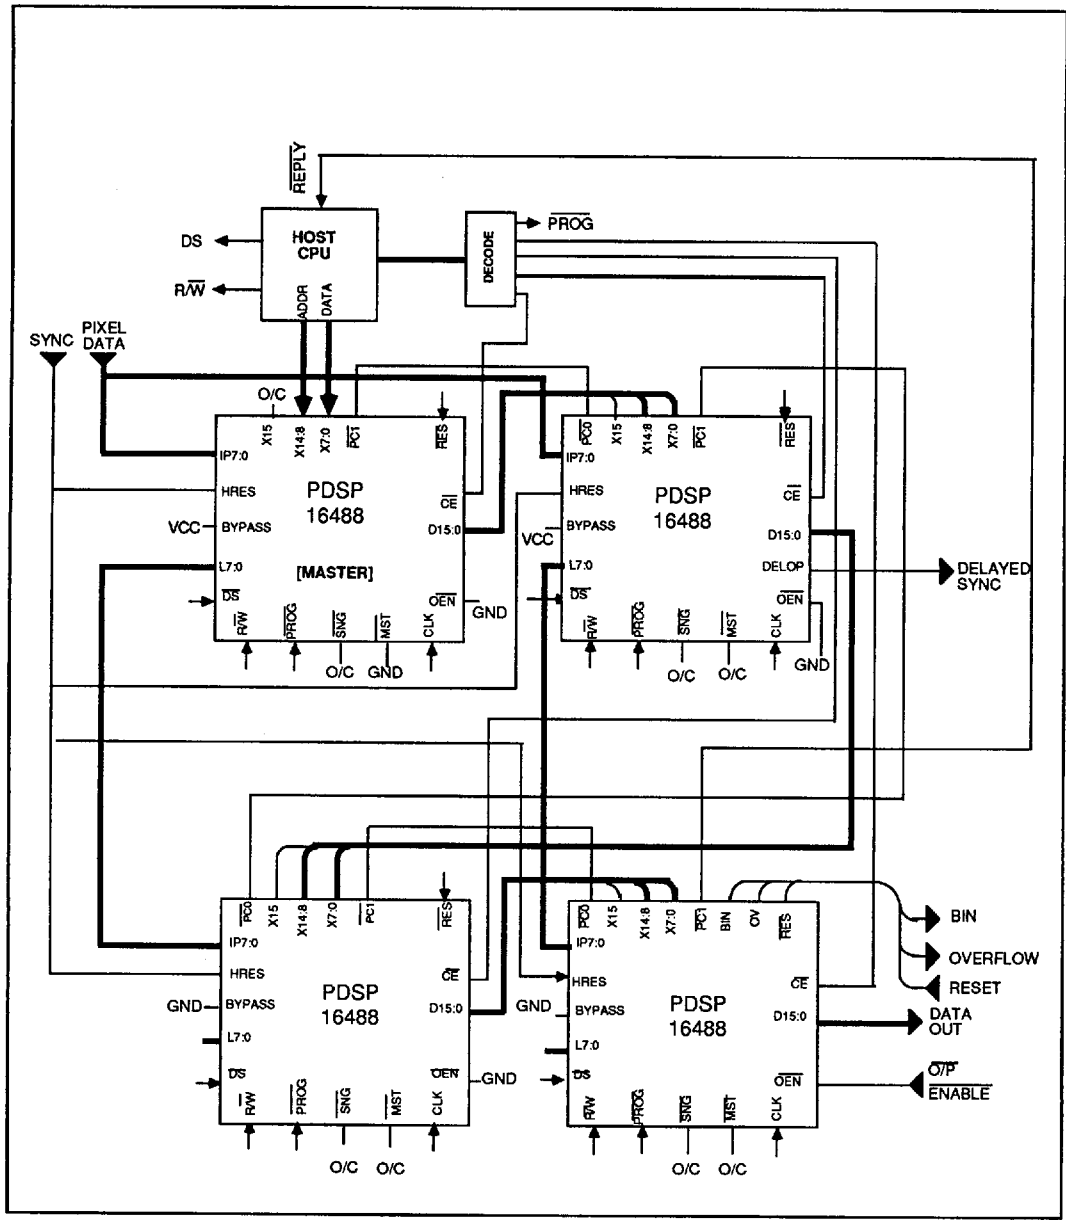 REPLY
HOST
CPU
ADDR
DATA
DS
R/W
DECODE
PROG
SYNC
PIXEL
DATA
O/C
X15
X14:8
X7:0
PC1
RES
IP7:0
HRES
VCC
BYPASS
L7:0
PDSP
16488
[MASTER]
CE
D15:0
OEN
GND
DS
R/W
PROG
SNG
MST
CLK
O/C
GND
PC0
X15
X14:8
X7:0
PC1
RES
IP7:0
HRES
VCC
BYPASS
L7:0
PDSP
16488
CE
D15:0
DELOP
DELAYED
SYNC
OEN
GND
DS
R/W
PROG
SNG
MST
CLK
O/C
O/C
PC0
X15
X14:8
X7:0
PC1
RES
IP7:0
HRES
GND
BYPASS
L7:0
PDSP
16488
CE
D15:0
OEN
GND
DS
R/W
PROG
SNG
MST
CLK
O/C
O/C
PC0
X15
X14:8
X7:0
PC1
BIN
OV
RES
IP7:0
HRES
GND
BYPASS
L7:0
PDSP
16488
CE
D15:0
OEN
DS
R/W
PROG
SNG
MST
CLK
O/C
O/C
BIN
OVERFLOW
RESET
DATA
OUT
O/P
ENABLE